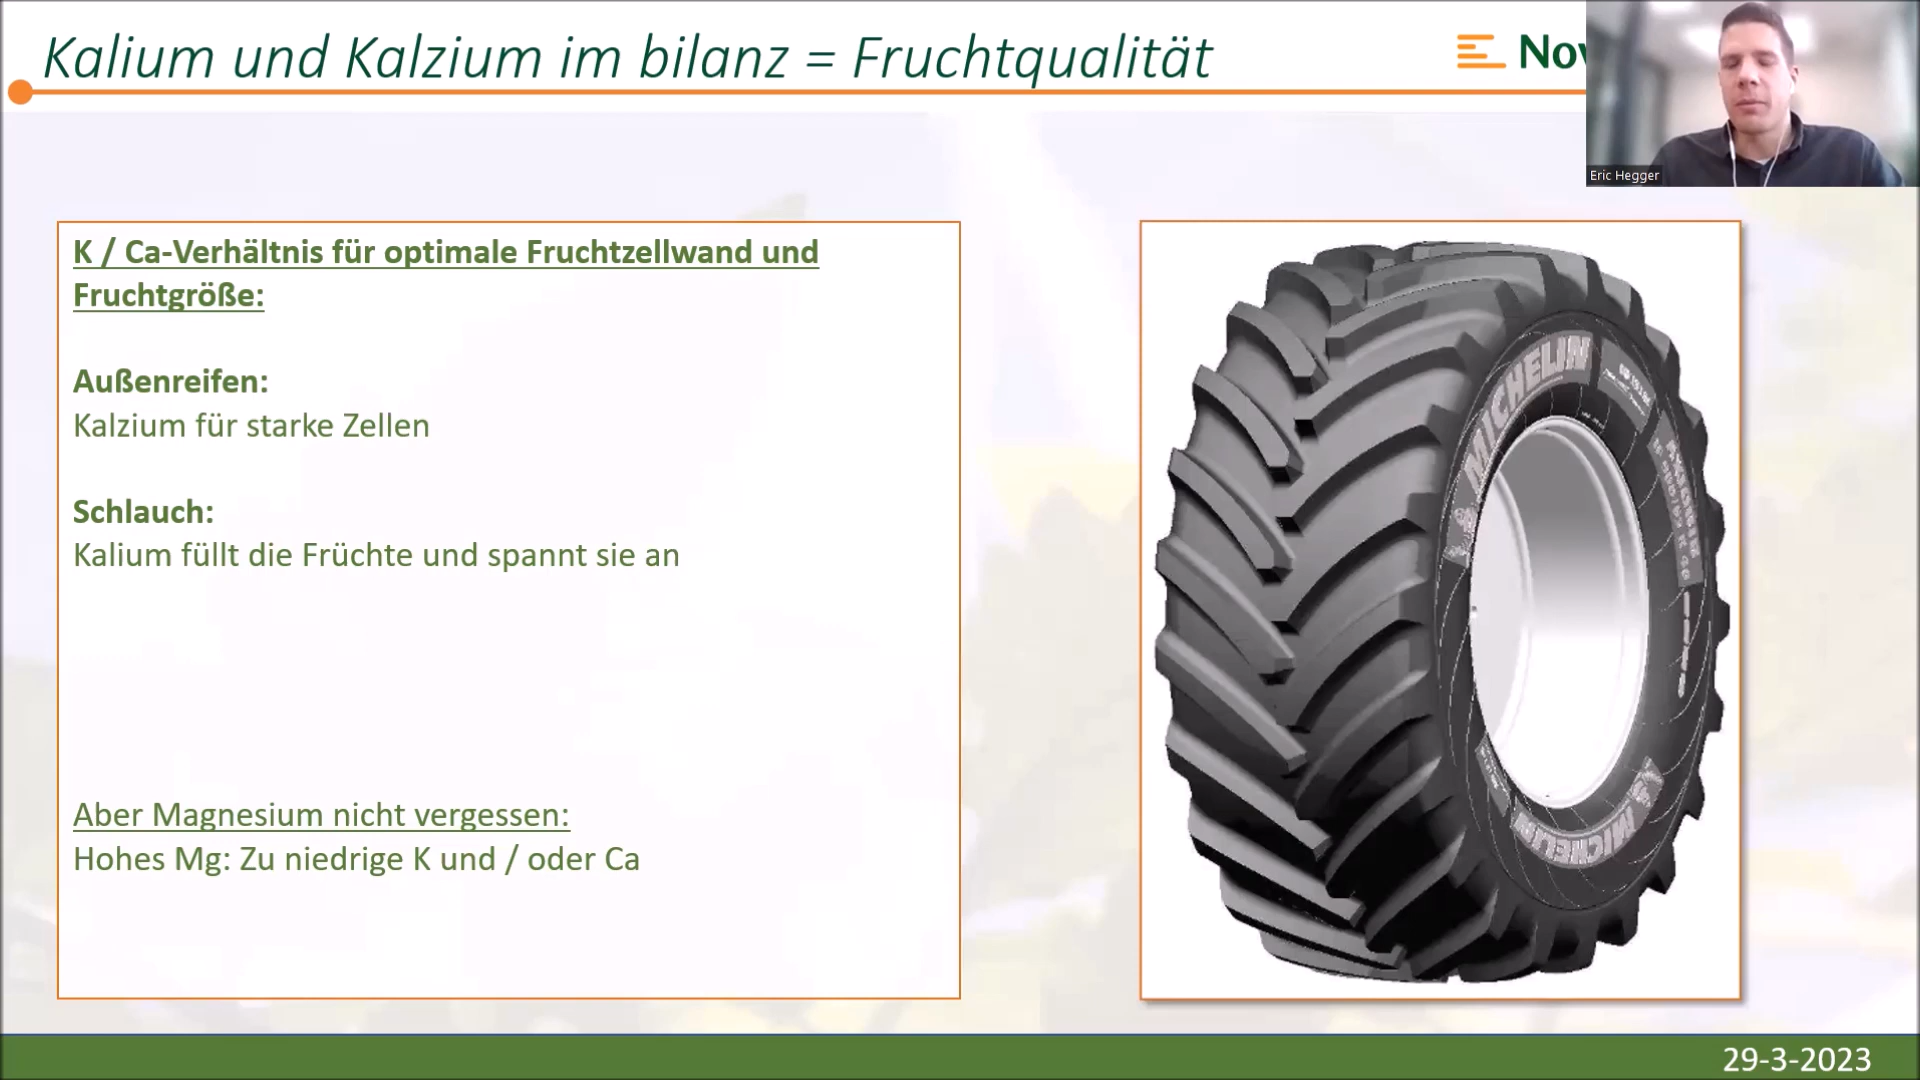 Kalium und Kalzium im bilanz = Fruchtqualität
Nov
Eric Hegger
K / Ca-Verhältnis für optimale Fruchtzellwand und
Fruchtgröße:
Außenreifen:
Kalzium für starke Zellen
Schlauch:
Kalium füllt die Früchte und spannt sie an
Aber Magnesium nicht vergessen:
Hohes Mg: Zu niedrige K und / oder Ca
MICHELIN
MICHELIN
29-3-2023